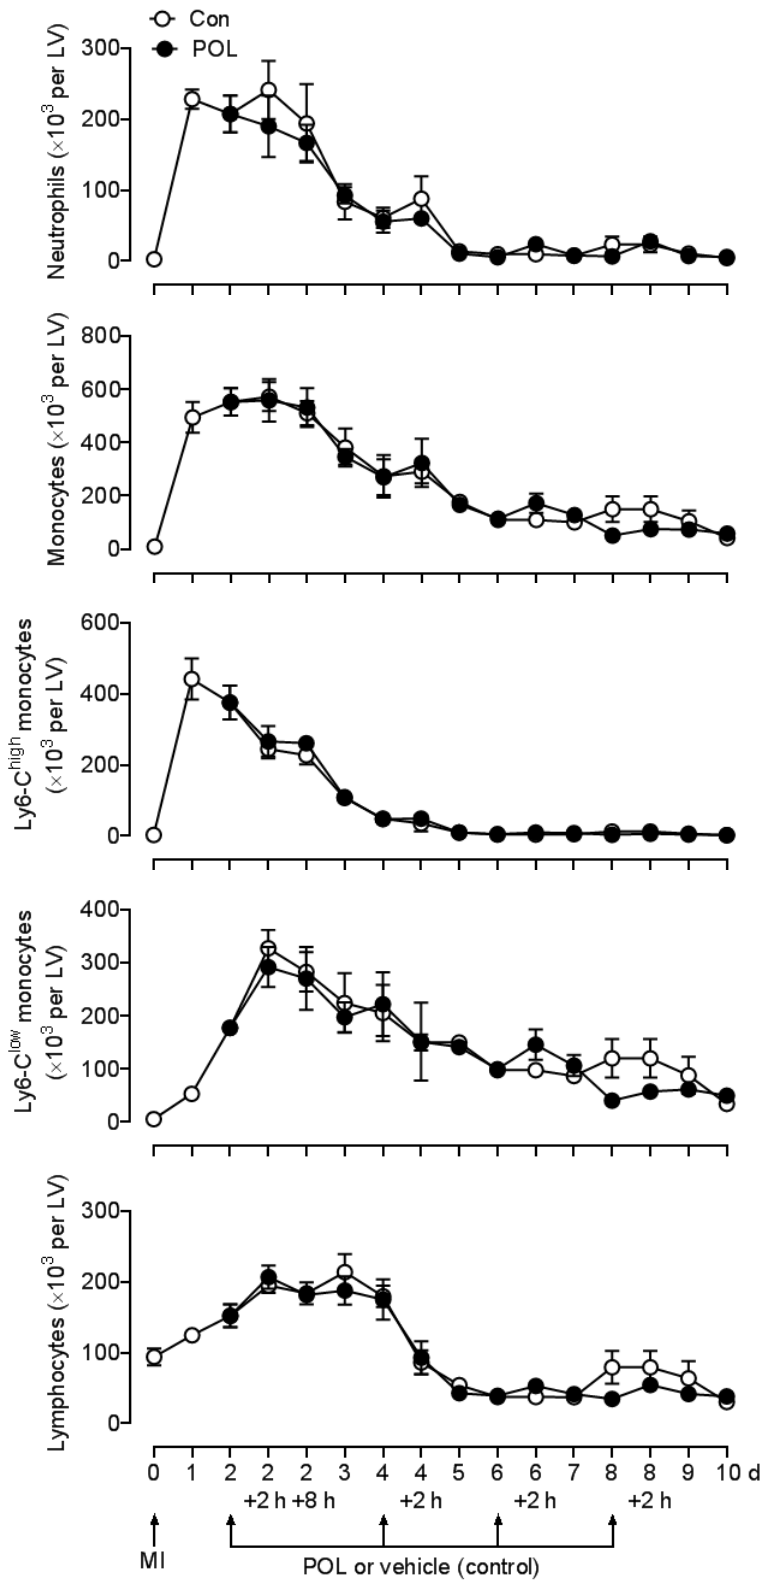 Con
POL
Neutrophils (×10³ per LV)
300
200
100
0
Monocytes (×10³ per LV)
800
600
400
200
0
Ly6-C^high monocytes
(×10³ per LV)
600
400
200
0
Ly6-C^low monocytes
(×10³ per LV)
400
300
200
100
0
Lymphocytes (×10³ per LV)
300
200
100
0
0 1 2 2 2 3 4 4 5 6 6 7 8 8 9 10 d
+2 h +8 h +2 h +2 h +2 h
MI
POL or vehicle (control)